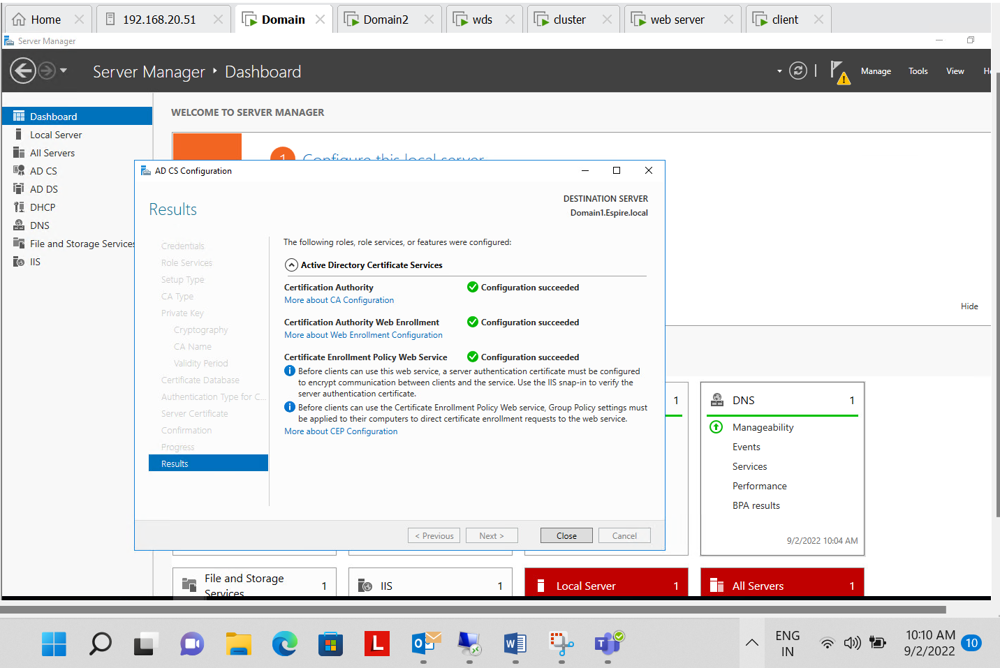 Home
192.168.20.51
Domain
Domain2
wds
cluster
web server
client
Server Manager
Server Manager ‣ Dashboard
Manage
Tools
View
Dashboard
Local Server
All Servers
AD CS
AD DS
DHCP
DNS
File and Storage Services
IIS
WELCOME TO SERVER MANAGER
1 Configure this local server
Hide
AD CS Configuration
Results
DESTINATION SERVER
Domain1.Espire.local
Credentials
Role Services
Setup Type
CA Type
Private Key
Cryptography
CA Name
Validity Period
Certificate Database
Authentication Type for C...
Server Certificate
Confirmation
Progress
Results
The following roles, role services, or features were configured:
Active Directory Certificate Services
Certification Authority Configuration succeeded
More about CA Configuration
Certification Authority Web Enrollment Configuration succeeded
More about Web Enrollment Configuration
Certificate Enrollment Policy Web Service Configuration succeeded
Before clients can use this web service, a server authentication certificate must be configured
to encrypt communication between clients and the service. Use the IIS snap-in to verify the
server authentication certificate.
Before clients can use the Certificate Enrollment Policy Web service, Group Policy settings must
be applied to their computers to direct certificate enrollment requests to the web service.
More about CEP Configuration
< Previous
Next >
Close
Cancel
1
DNS 1
Manageability
Events
Services
Performance
BPA results
9/2/2022 10:04 AM
File and Storage
Services 1
IIS 1
Local Server 1
All Servers 1
ENG
IN
10:10 AM
9/2/2022
10